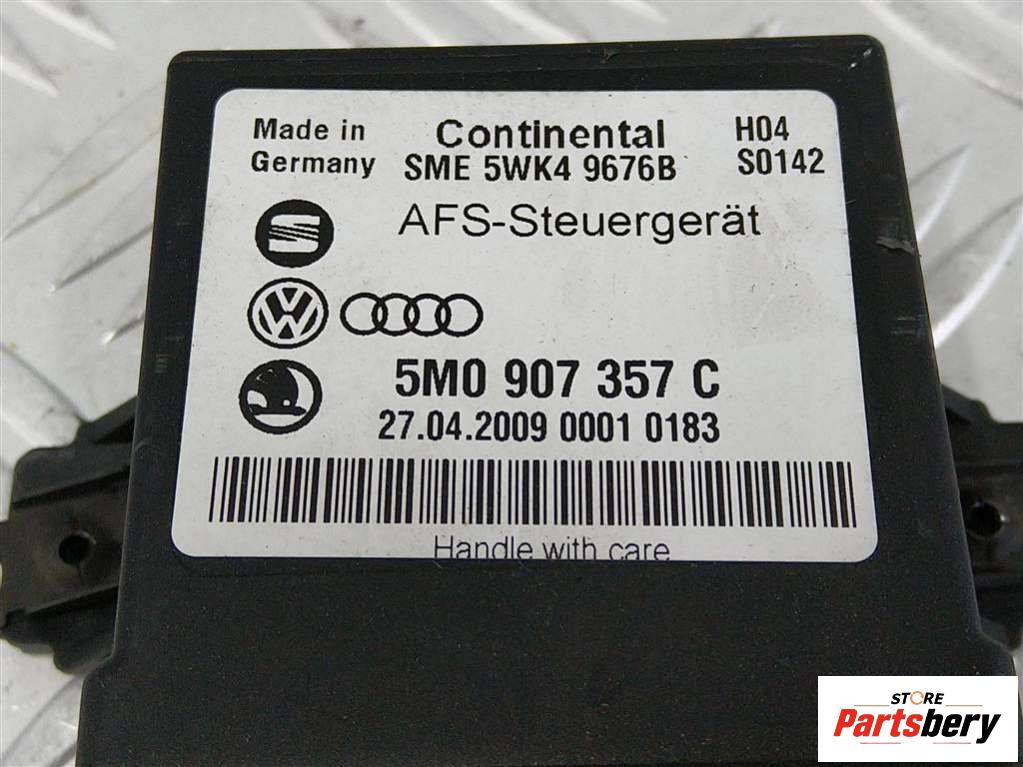 Made in
Germany
Continental
SME 5WK4 9676B
H04
S0142
AFS-Steuergerät
5M0 907 357 C
27.04.2009 0001 0183
Handle with care
STORE
Partsbery